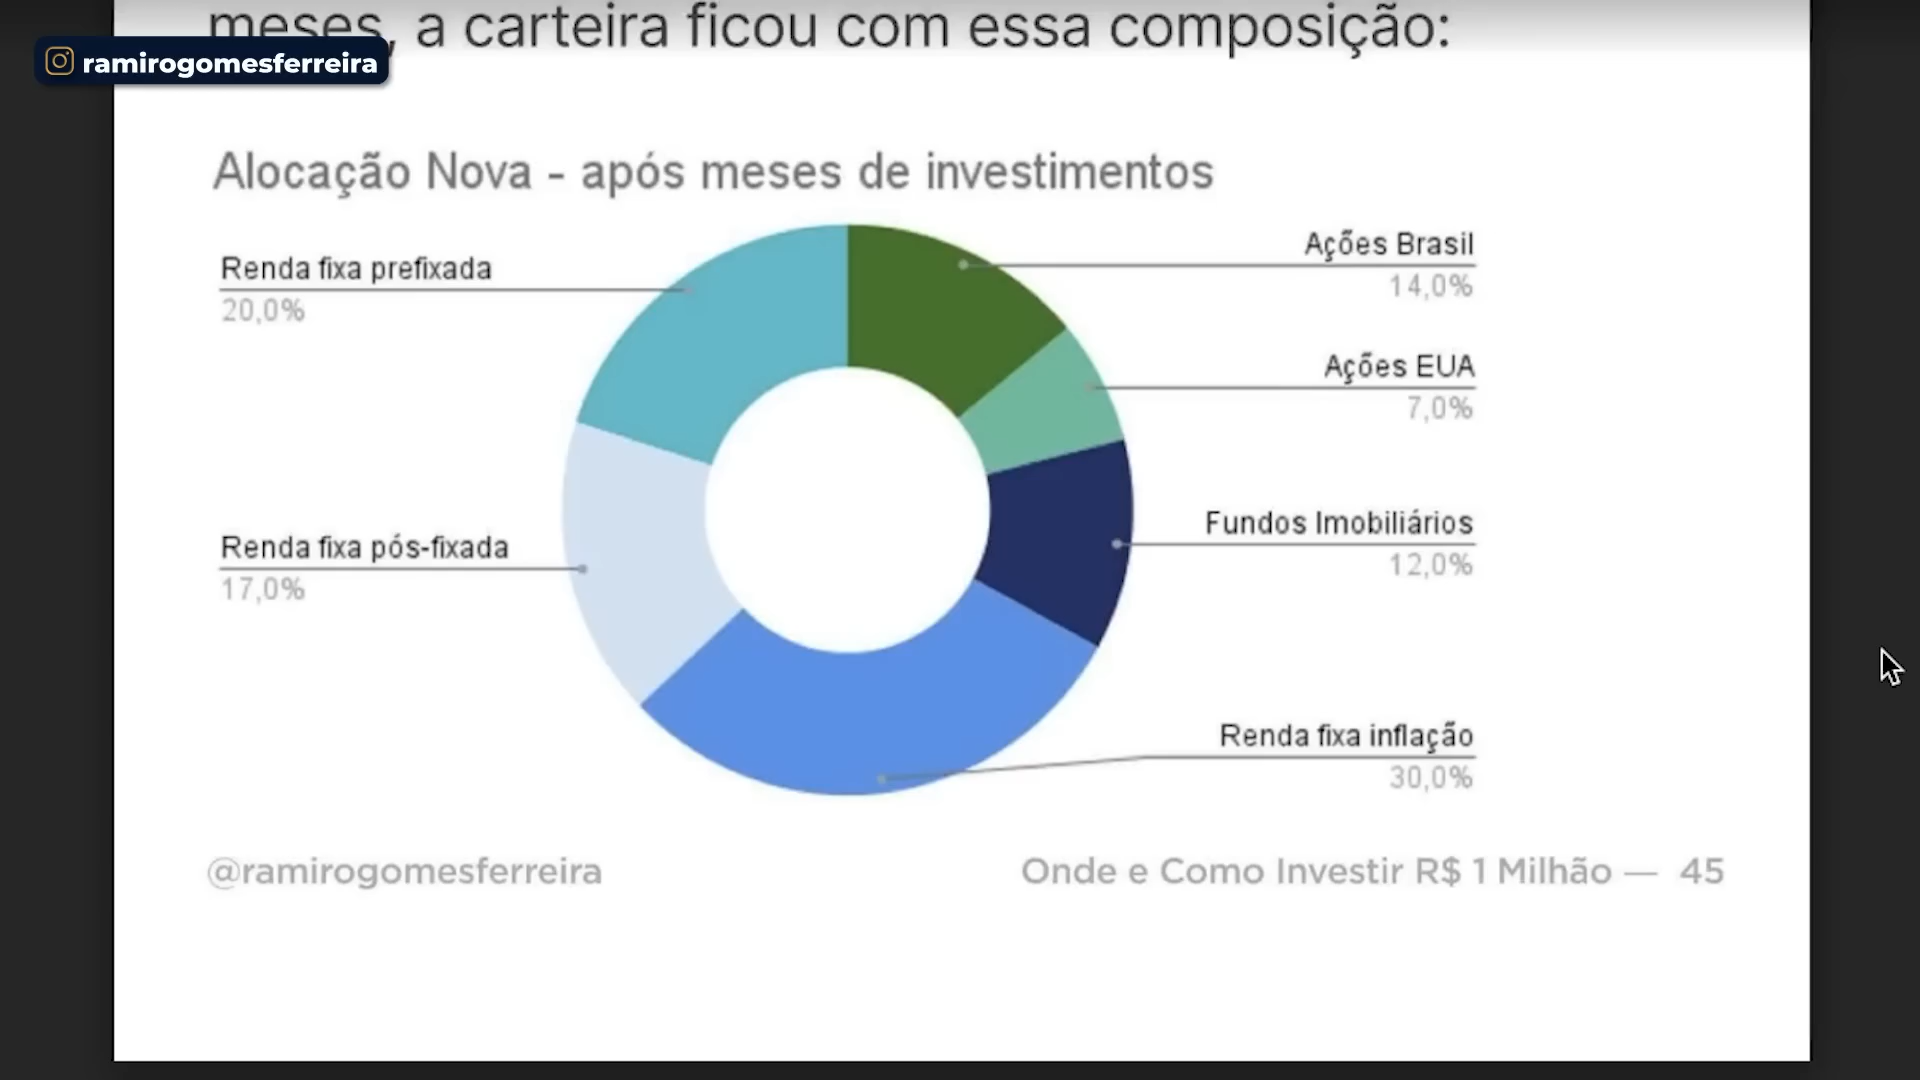 meses, a carteira ficou com essa composição:
ramirogomesferreira
Alocação Nova - após meses de investimentos
Renda fixa prefixada
20,0%
Ações Brasil
14,0%
Ações EUA
7,0%
Fundos Imobiliários
12,0%
Renda fixa pós-fixada
17,0%
Renda fixa inflação
30,0%
@ramirogomesferreira
Onde e Como Investir R$ 1 Milhão — 45